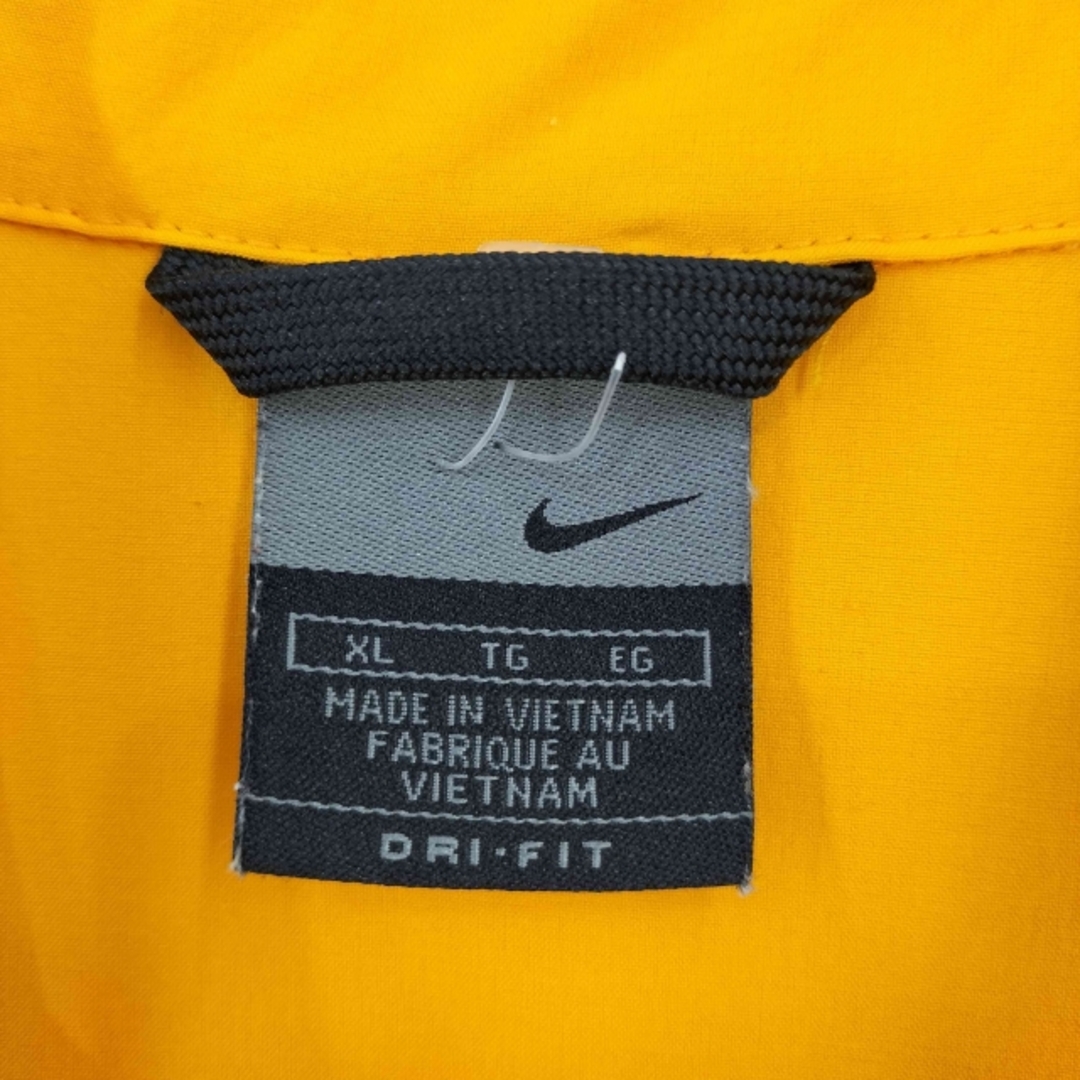 XL TG EG
MADE IN VIETNAM
FABRIQUE AU
VIETNAM
DRI-FIT